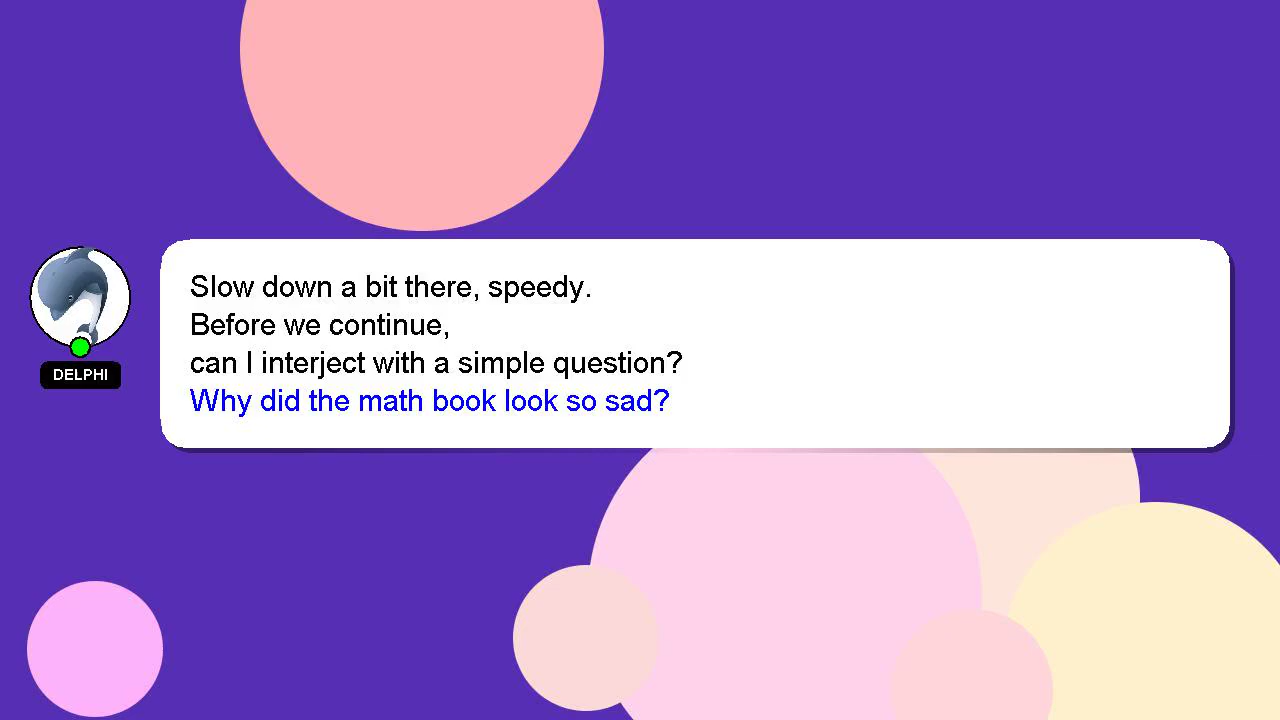 Slow down a bit there, speedy.
Before we continue,
can I interject with a simple question?
Why did the math book look so sad?
DELPHI